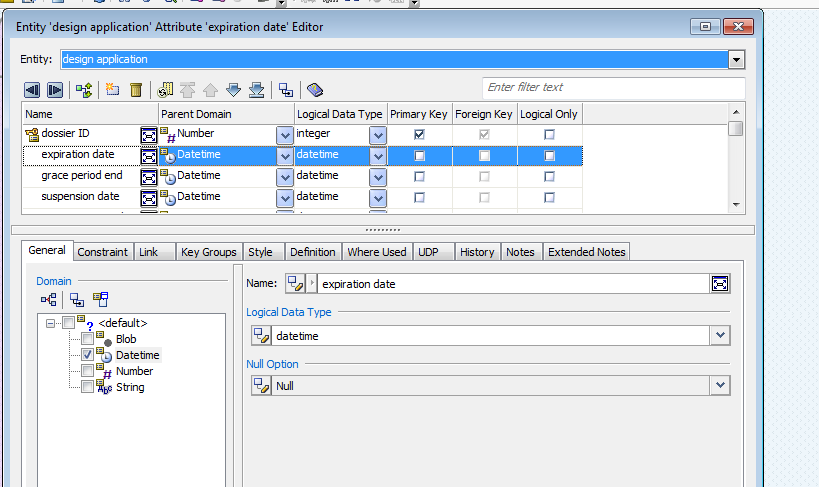 Entity 'design application' Attribute 'expiration date' Editor
Entity: design application
Enter filter text
Name Parent Domain Logical Data Type Primary Key Foreign Key Logical Only
dossier ID Number integer
expiration date Datetime datetime
grace period end Datetime datetime
suspension date Datetime datetime
General Constraint Link Key Groups Style Definition Where Used UDP History Notes Extended Notes
Domain
Name: expiration date
<default>
Blob
Datetime
Number
String
Logical Data Type
datetime
Null Option
Null